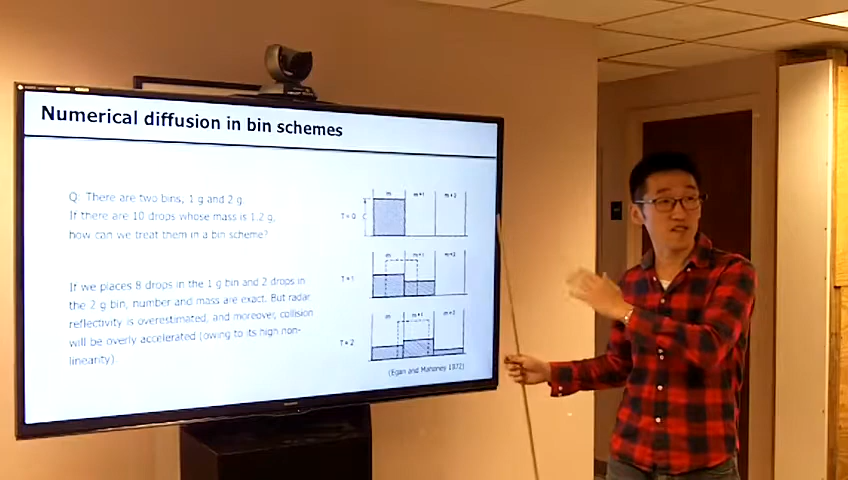 Numerical diffusion in bin schemes
Q: There are two bins, 1 g and 2 g.
If there are 10 drops whose mass is 1.2 g,
how can we treat them in a bin scheme?
If we places 8 drops in the 1 g bin and 2 drops in
the 2 g bin, number and mass are exact. But radar
reflectivity is overestimated, and moreover, collision
will be overly accelerated (owing to its high non-
linearity)
m m+1 m+2
T = 0
m m+1 m+2
T = 1
m m+1 m+2
T = 2
(Egan and Mahoney 1972)